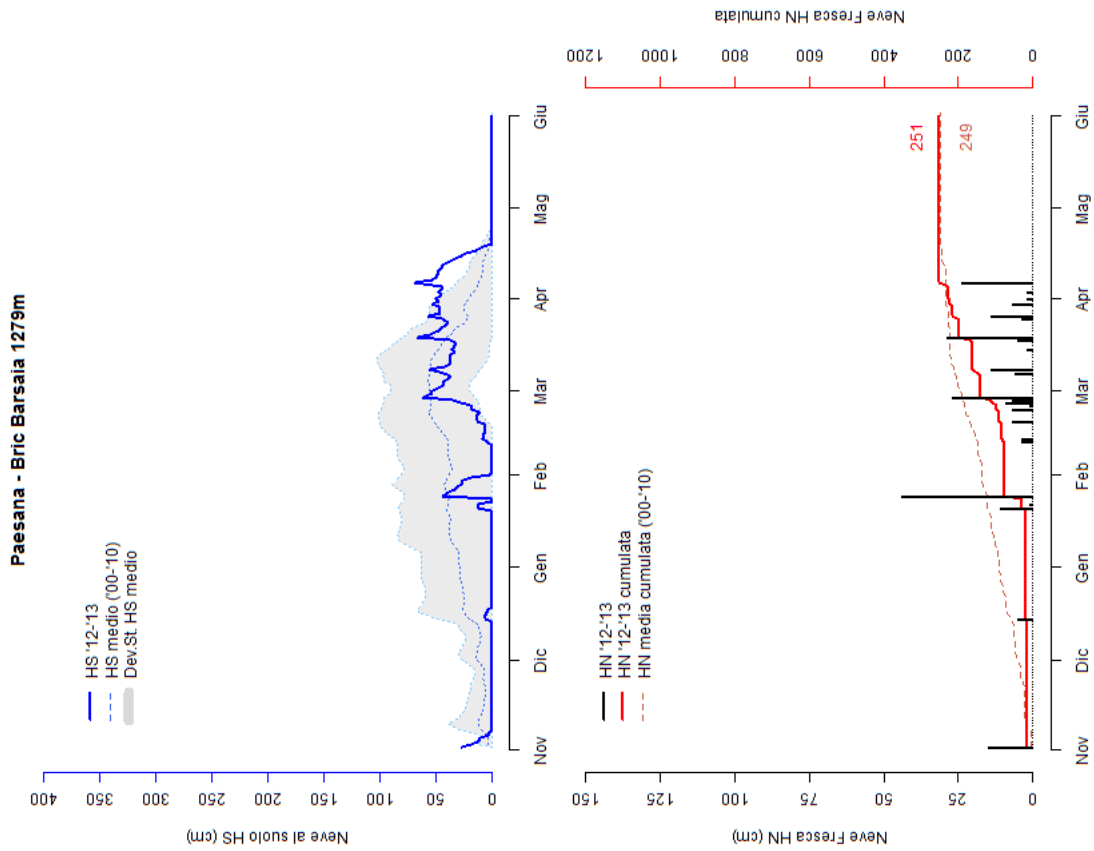 Paesana - Bric Barsaia 1279m
HS '12-'13
HS medio ('00-'10)
Dev.St. HS medio
Neve al suolo HS (cm)
400
350
300
250
200
150
100
50
0
Nov
Dic
Gen
Feb
Mar
Apr
Mag
Giu
HN '12-'13
HN '12-'13 cumulata
HN media cumulata ('00-'10)
Neve Fresca HN (cm)
150
125
100
75
50
25
0
251
249
Neve Fresca HN cumulata
1200
1000
800
600
400
200
0
Nov
Dic
Gen
Feb
Mar
Apr
Mag
Giu